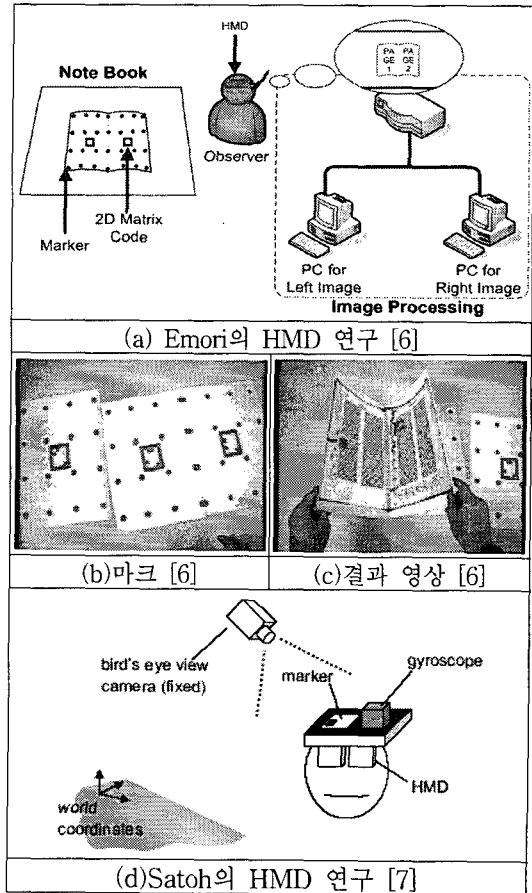 HMD
Note Book
PA PA
GE GE
1 2
Observer
2D Matrix
Code
Marker
PC for
Left Image
PC for
Right Image
Image Processing
(a) Emori의 HMD 연구 [6]
(b)마크 [6]
(c)결과 영상 [6]
bird's eye view
camera (fixed)
marker
gyroscope
HMD
world
coordinates
(d)Satoh의 HMD 연구 [7]